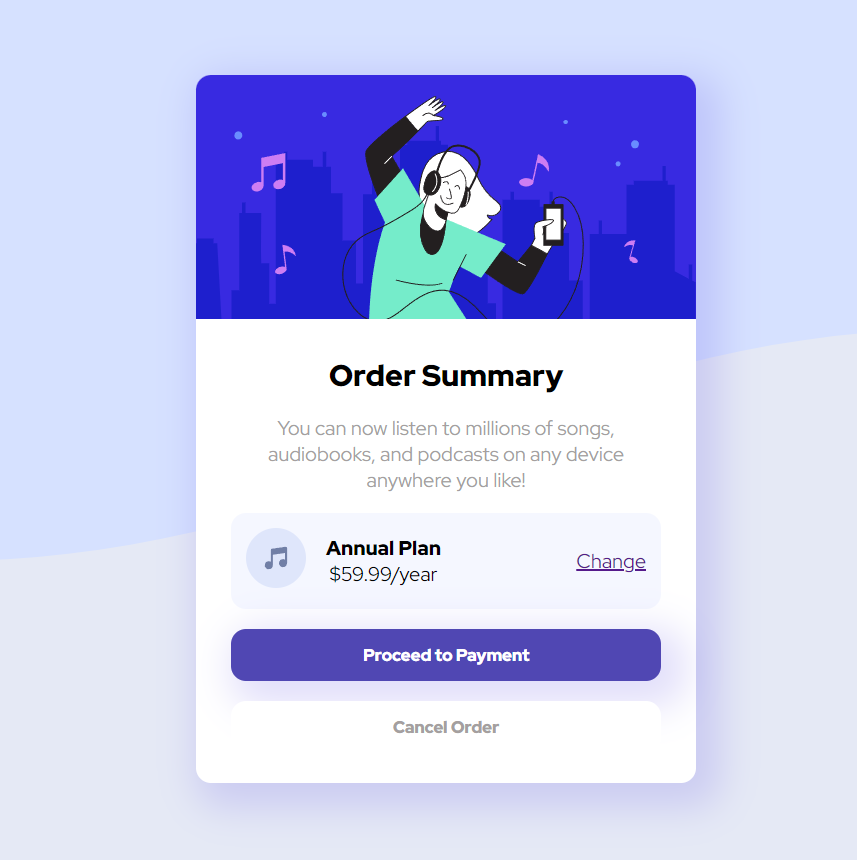 Order Summary
You can now listen to millions of songs,
audiobooks, and podcasts on any device
anywhere you like!
Annual Plan
$59.99/year
Change
Proceed to Payment
Cancel Order